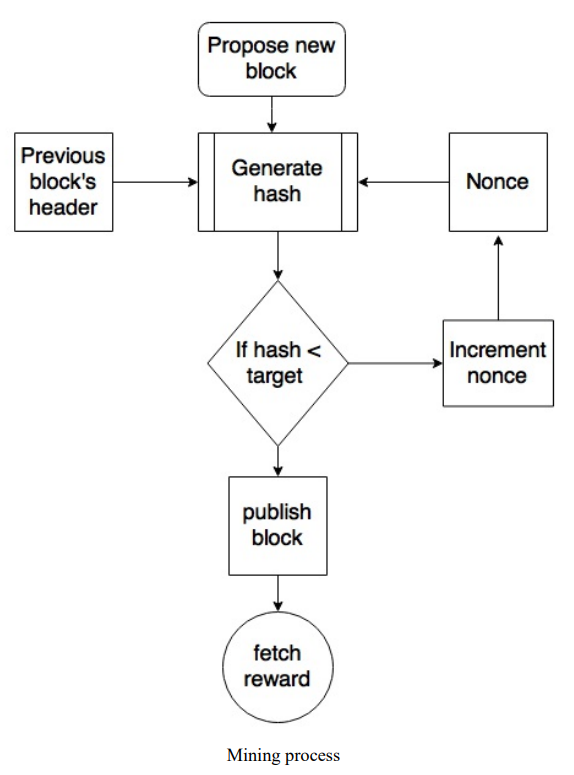 Propose new
block
Previous
block's
header
Generate
hash
Nonce
If hash <
target
Increment
nonce
publish
block
fetch
reward
Mining process